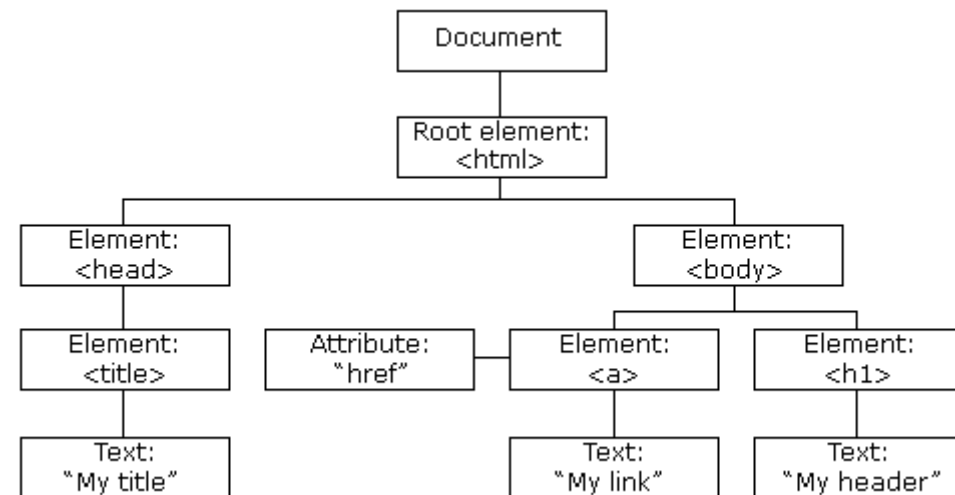 Document
Root element:
<html>
Element:
<head>
Element:
<body>
Element:
<title>
Attribute:
“href”
Element:
<a>
Element:
<h1>
Text:
“My title”
Text:
“My link”
Text:
“My header”